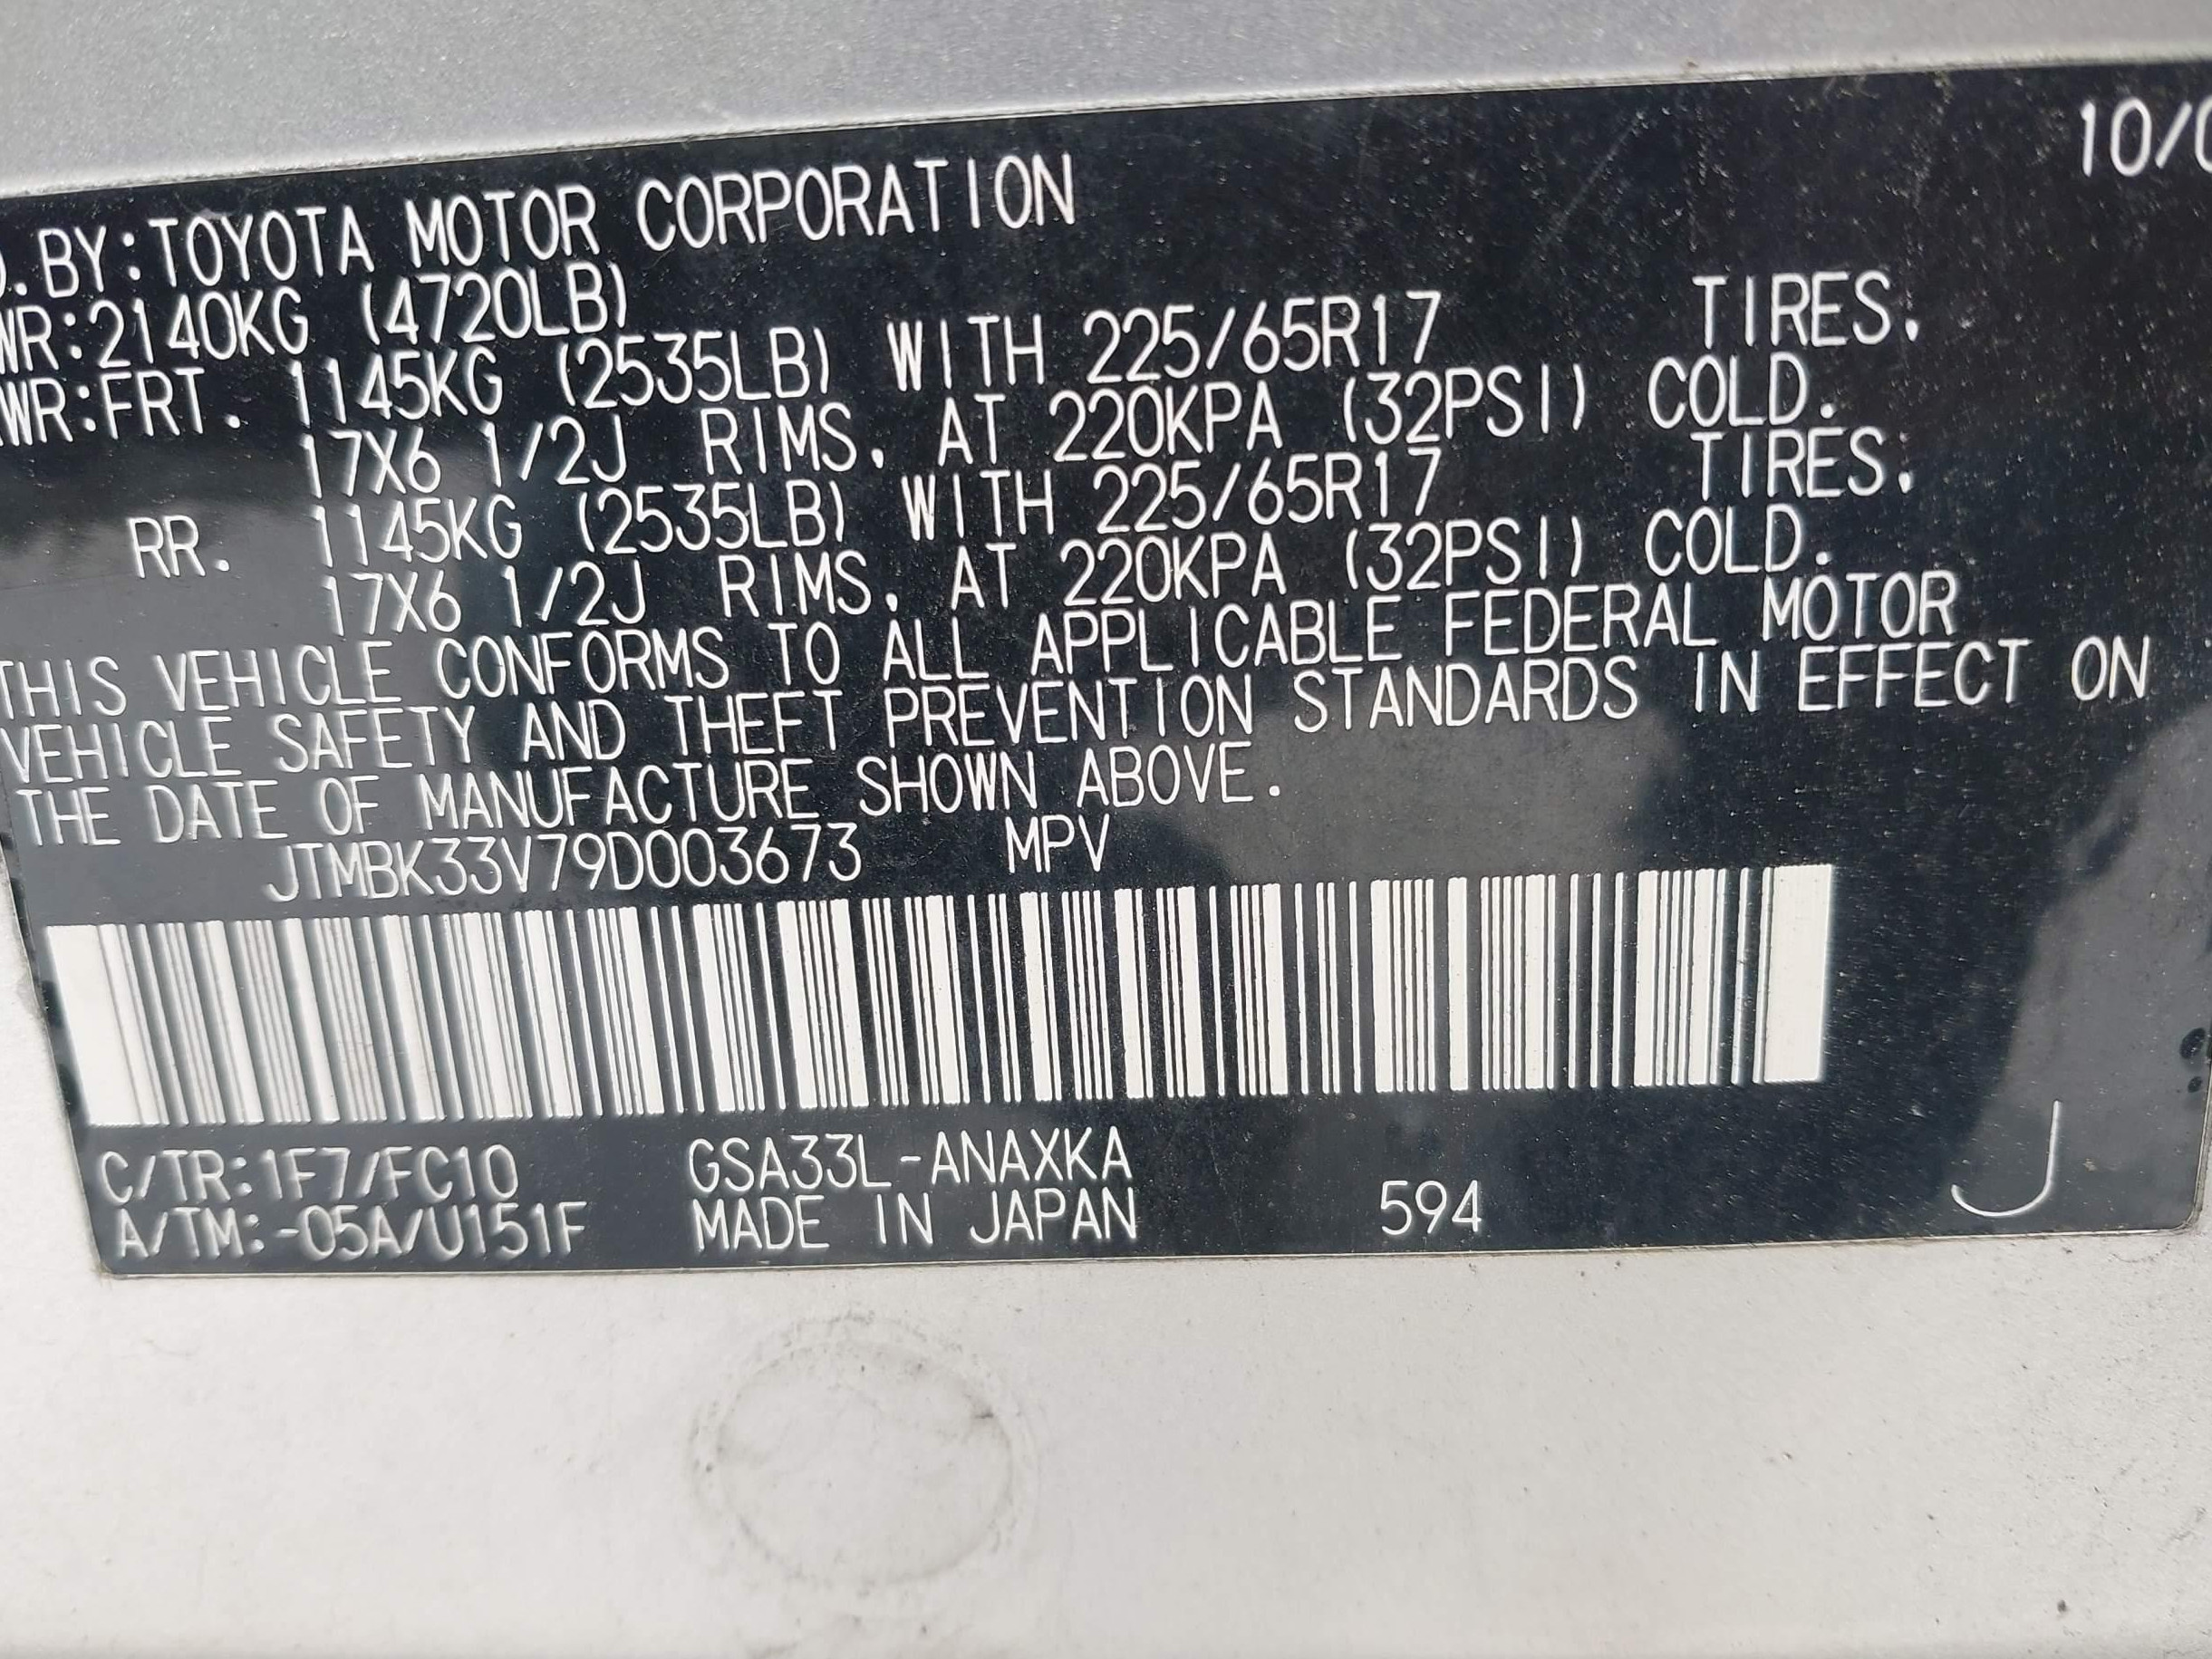 D. BY:TOYOTA MOTOR CORPORATION 10/0
WR:2140KG (4720LB)
WR:FRT. 1145KG (2535LB) WITH 225/65R17 TIRES,
17X6 1/2J RIMS, AT 220KPA (32PSI) COLD.
RR. 1145KG (2535LB) WITH 225/65R17 TIRES,
17X6 1/2J RIMS, AT 220KPA (32PSI) COLD.
THIS VEHICLE CONFORMS TO ALL APPLICABLE FEDERAL MOTOR
VEHICLE SAFETY AND THEFT PREVENTION STANDARDS IN EFFECT ON
THE DATE OF MANUFACTURE SHOWN ABOVE.
JTMBK33V79D003673 MPV
C/TR:1F7/FC10 GSA33L-ANAXKA
A/TM:-05A/U151F MADE IN JAPAN 594 J